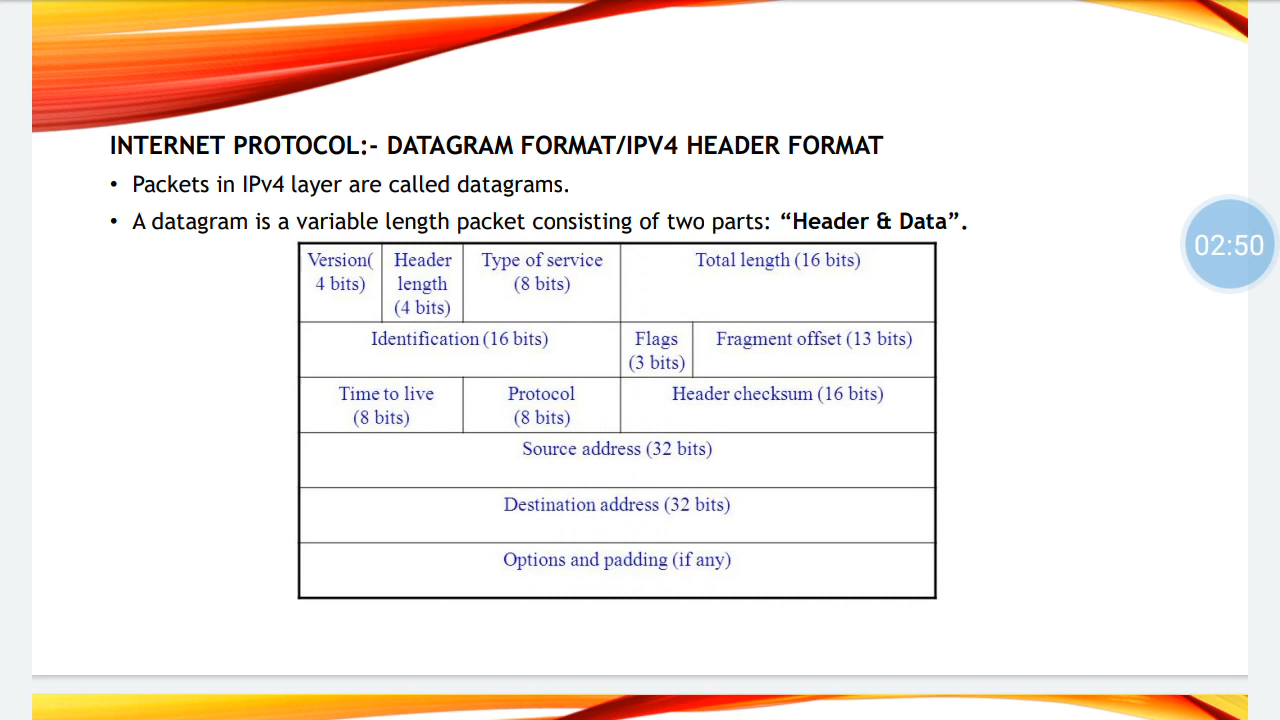 INTERNET PROTOCOL:- DATAGRAM FORMAT/IPV4 HEADER FORMAT
• Packets in IPv4 layer are called datagrams.
• A datagram is a variable length packet consisting of two parts: “Header & Data”.
02:50
Version(
4 bits)
Header
length
(4 bits)
Type of service
(8 bits)
Total length (16 bits)
Identification (16 bits)
Flags
(3 bits)
Fragment offset (13 bits)
Time to live
(8 bits)
Protocol
(8 bits)
Header checksum (16 bits)
Source address (32 bits)
Destination address (32 bits)
Options and padding (if any)